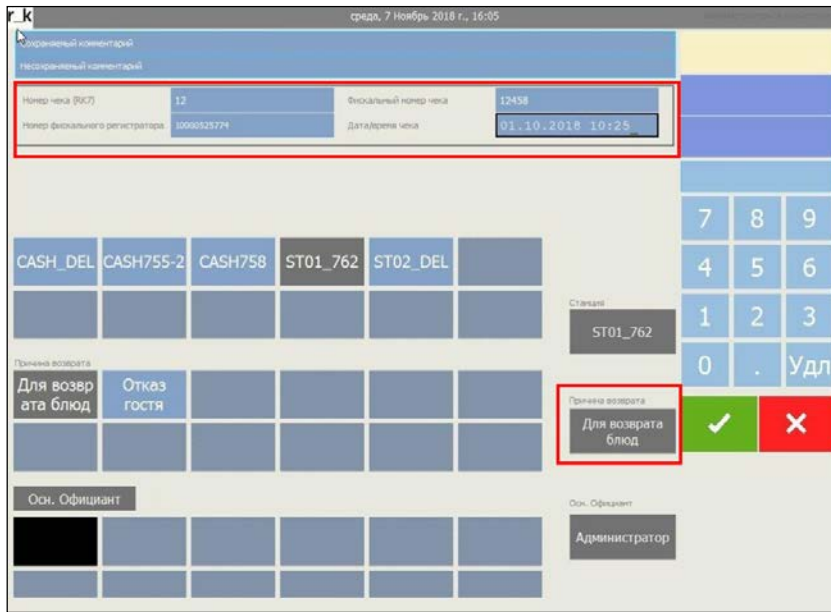 r_k
среда, 7 Ноябрь 2018 г., 16:05
Сохраняемый комментарий
Несохраняемый комментарий
Номер чека (RK7) 12 Фискальный номер чека 12458
Номер фискального регистратора 10000525774 Дата/время чека 01.10.2018 10:25_
7 8 9
CASH_DEL CASH755-2 CASH758 ST01_762 ST02_DEL
4 5 6
Станция
ST01_762
1 2 3
Причина возврата
0 . Удл
Для возвр
ата блюд
Отказ
гостя
Причина возврата
Для возврата
блюд
Осн. Официант
Осн. Официант
Администратор